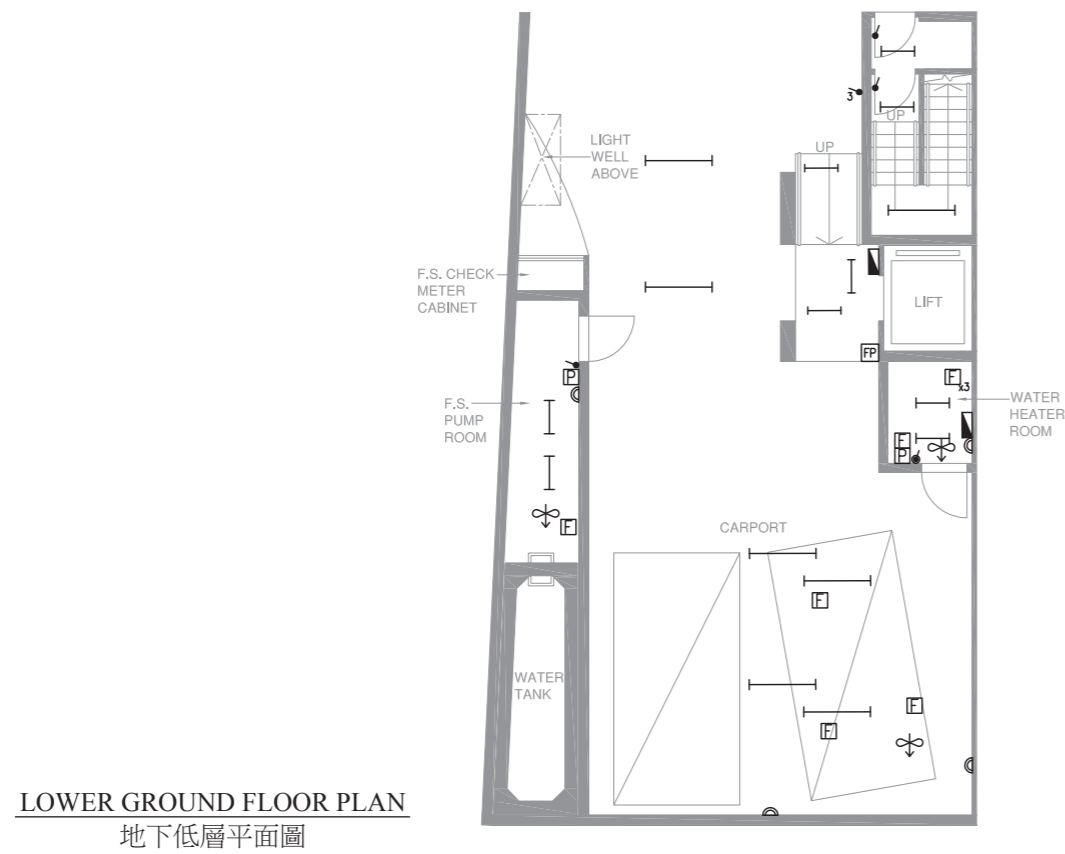 UP
3
LIGHT
WELL
ABOVE
UP
F.S. CHECK
METER
CABINET
LIFT
FP
P
F
x3
F.S.
PUMP
ROOM
WATER
HEATER
ROOM
F
P
F
CARPORT
F
WATER
TANK
F
F
LOWER GROUND FLOOR PLAN
地下低層平面圖